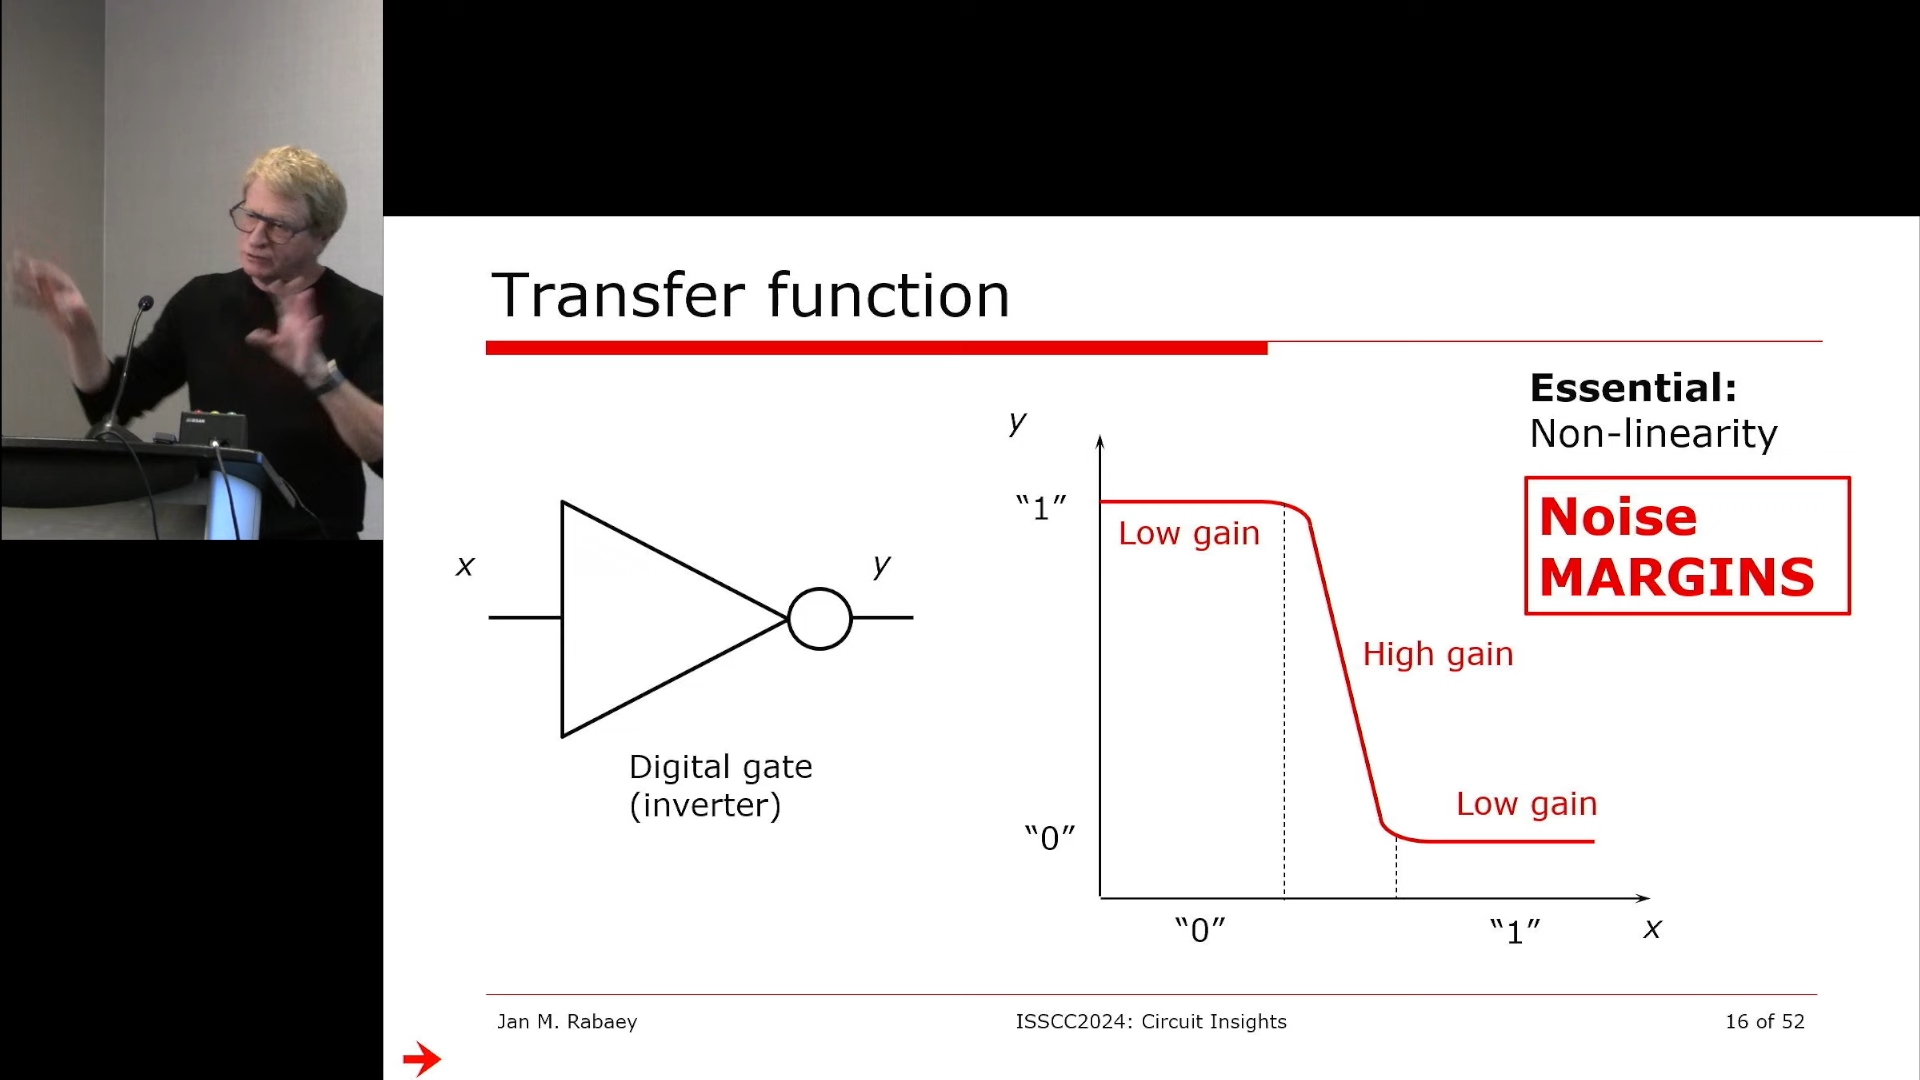 Transfer function
Essential:
Non-linearity
Noise
MARGINS
y
“1”
Low gain
x
y
High gain
Digital gate
(inverter)
Low gain
“0”
“0”
“1”
x
Jan M. Rabaey
ISSCC2024: Circuit Insights
16 of 52